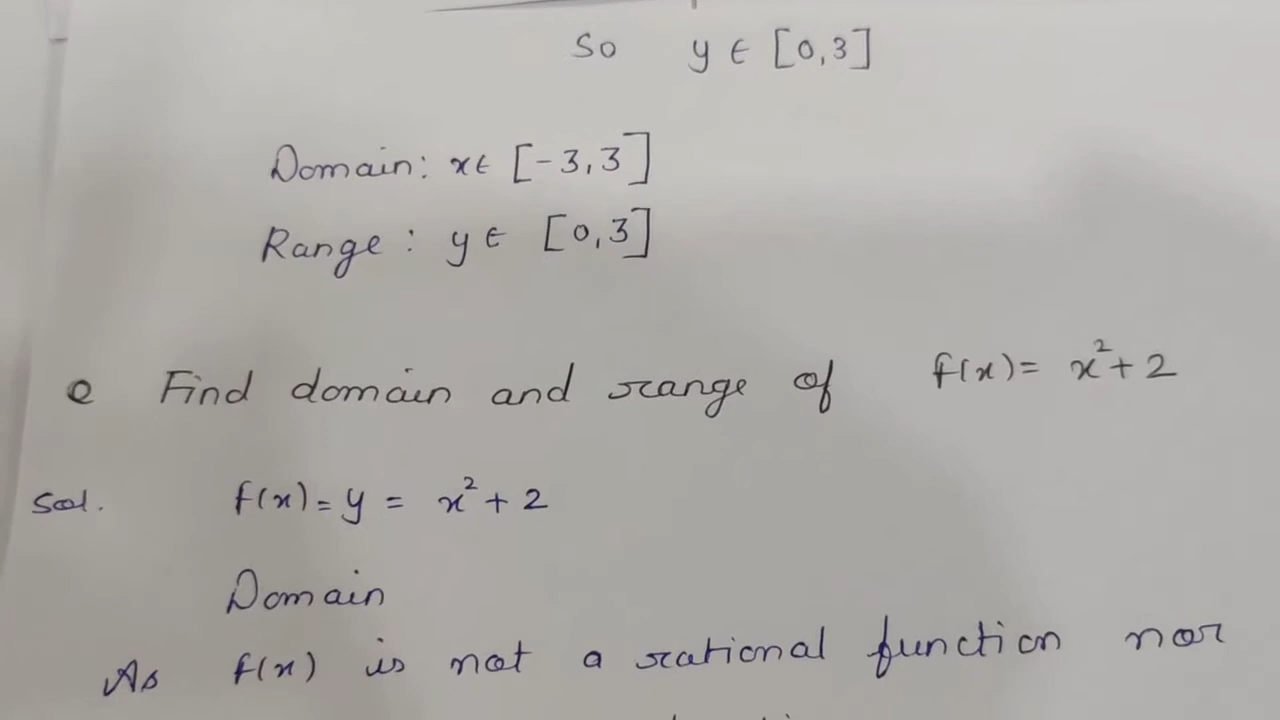 So y ∈ [0,3]
Domain: x ∈ [-3,3]
Range: y ∈ [0,3]
Q Find domain and range of f(x) = x² + 2
Sol. f(x) = y = x² + 2
Domain
As f(x) is not a rational function nor